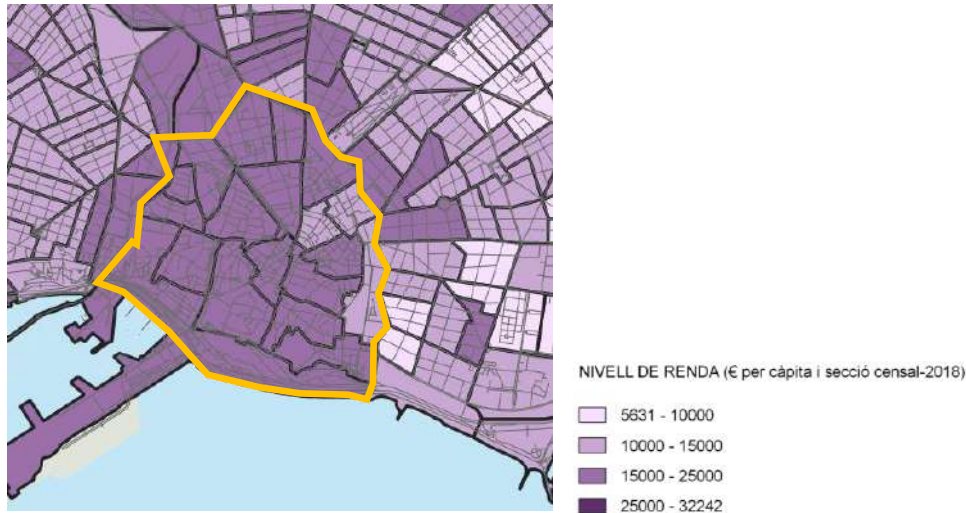 NIVELL DE RENDA (€ per càpita i secció censal-2018)
5631 - 10000
10000 - 15000
15000 - 25000
25000 - 32242